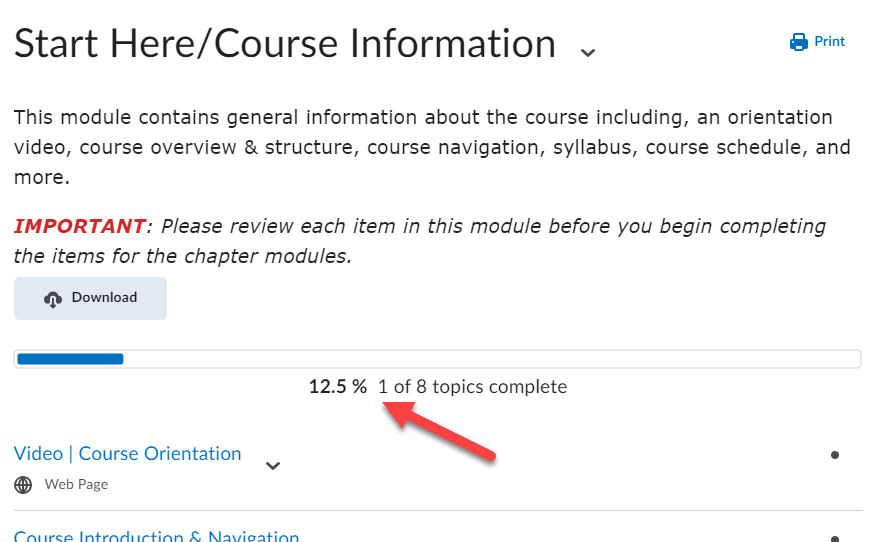 Start Here/Course Information
Print
This module contains general information about the course including, an orientation
video, course overview & structure, course navigation, syllabus, course schedule, and
more.
IMPORTANT: Please review each item in this module before you begin completing
the items for the chapter modules.
Download
12.5 % 1 of 8 topics complete
Video | Course Orientation
Web Page
Course Introduction & Navigation